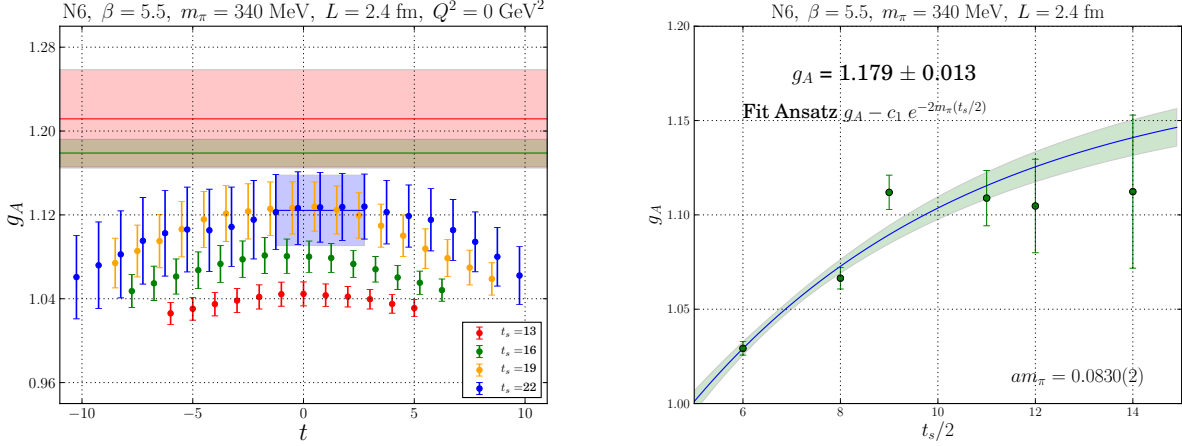 N6, β = 5.5, m_π = 340 MeV, L = 2.4 fm, Q² = 0 GeV²
1.28
1.20
1.12
1.04
0.96
g_A
−10 −5 0 5 10
t
t_s =13
t_s =16
t_s =19
t_s =22
N6, β = 5.5, m_π = 340 MeV, L = 2.4 fm
g_A = 1.179 ± 0.013
Fit Ansatz g_A − c_1 e^{−2m_π(t_s/2)}
1.20
1.15
1.10
1.05
1.00
g_A
am_π = 0.0830(2)
6 8 10 12 14
t_s/2